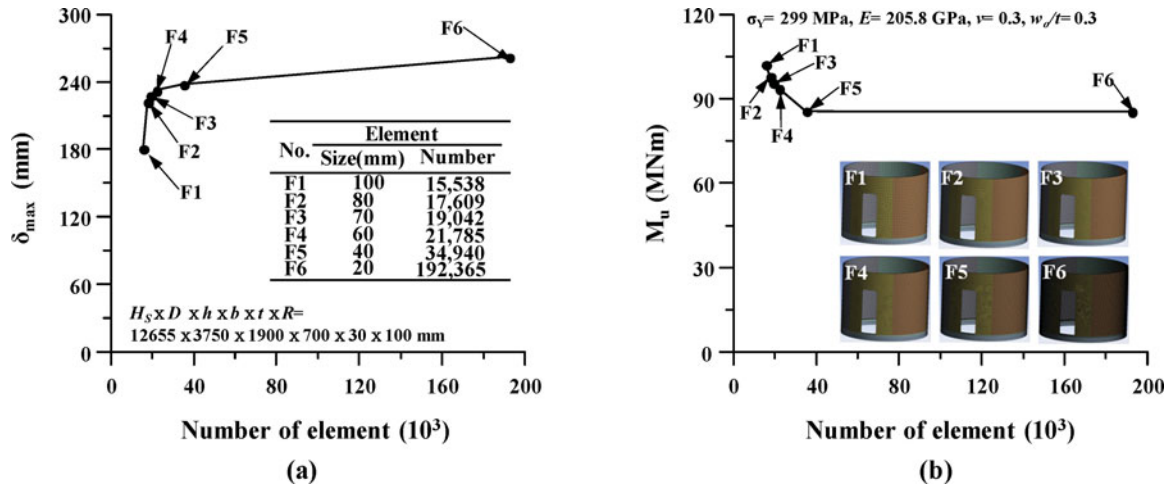 300
240
180
120
60
0
δmax (mm)
F4
F5
F6
F3
F2
F1
No.
Element
Size(mm) Number
F1 100 15,538
F2 80 17,609
F3 70 19,042
F4 60 21,785
F5 40 34,940
F6 20 192,365
HS x D x h x b x t x R=
12655 x 3750 x 1900 x 700 x 30 x 100 mm
0 40 80 120 160 200
Number of element (10³)
(a)
σY= 299 MPa, E= 205.8 GPa, ν= 0.3, wo/t= 0.3
120
90
60
30
0
Mu (MNm)
F1
F3
F2
F4
F5
F6
F1 F2 F3
F4 F5 F6
0 40 80 120 160 200
Number of element (10³)
(b)